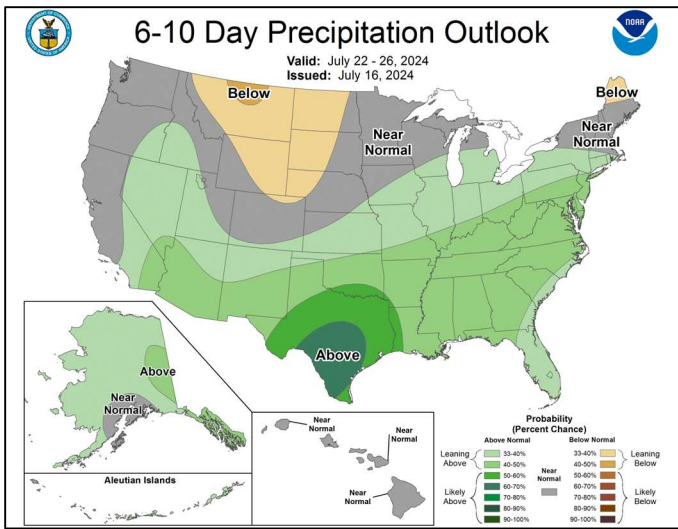 6-10 Day Precipitation Outlook
Valid: July 22 - 26, 2024
Issued: July 16, 2024
NOAA
Below
Below
Near
Normal
Near
Normal
Above
Above
Near
Normal
Aleutian Islands
Near
Normal
Near
Normal
Near
Normal
Probability
(Percent Chance)
Above Normal
Below Normal
Leaning
Above
33-40%
40-50%
Likely
Above
50-60%
60-70%
70-80%
80-90%
90-100%
Near
Normal
33-40%
40-50%
Leaning
Below
50-60%
60-70%
70-80%
80-90%
90-100%
Likely
Below